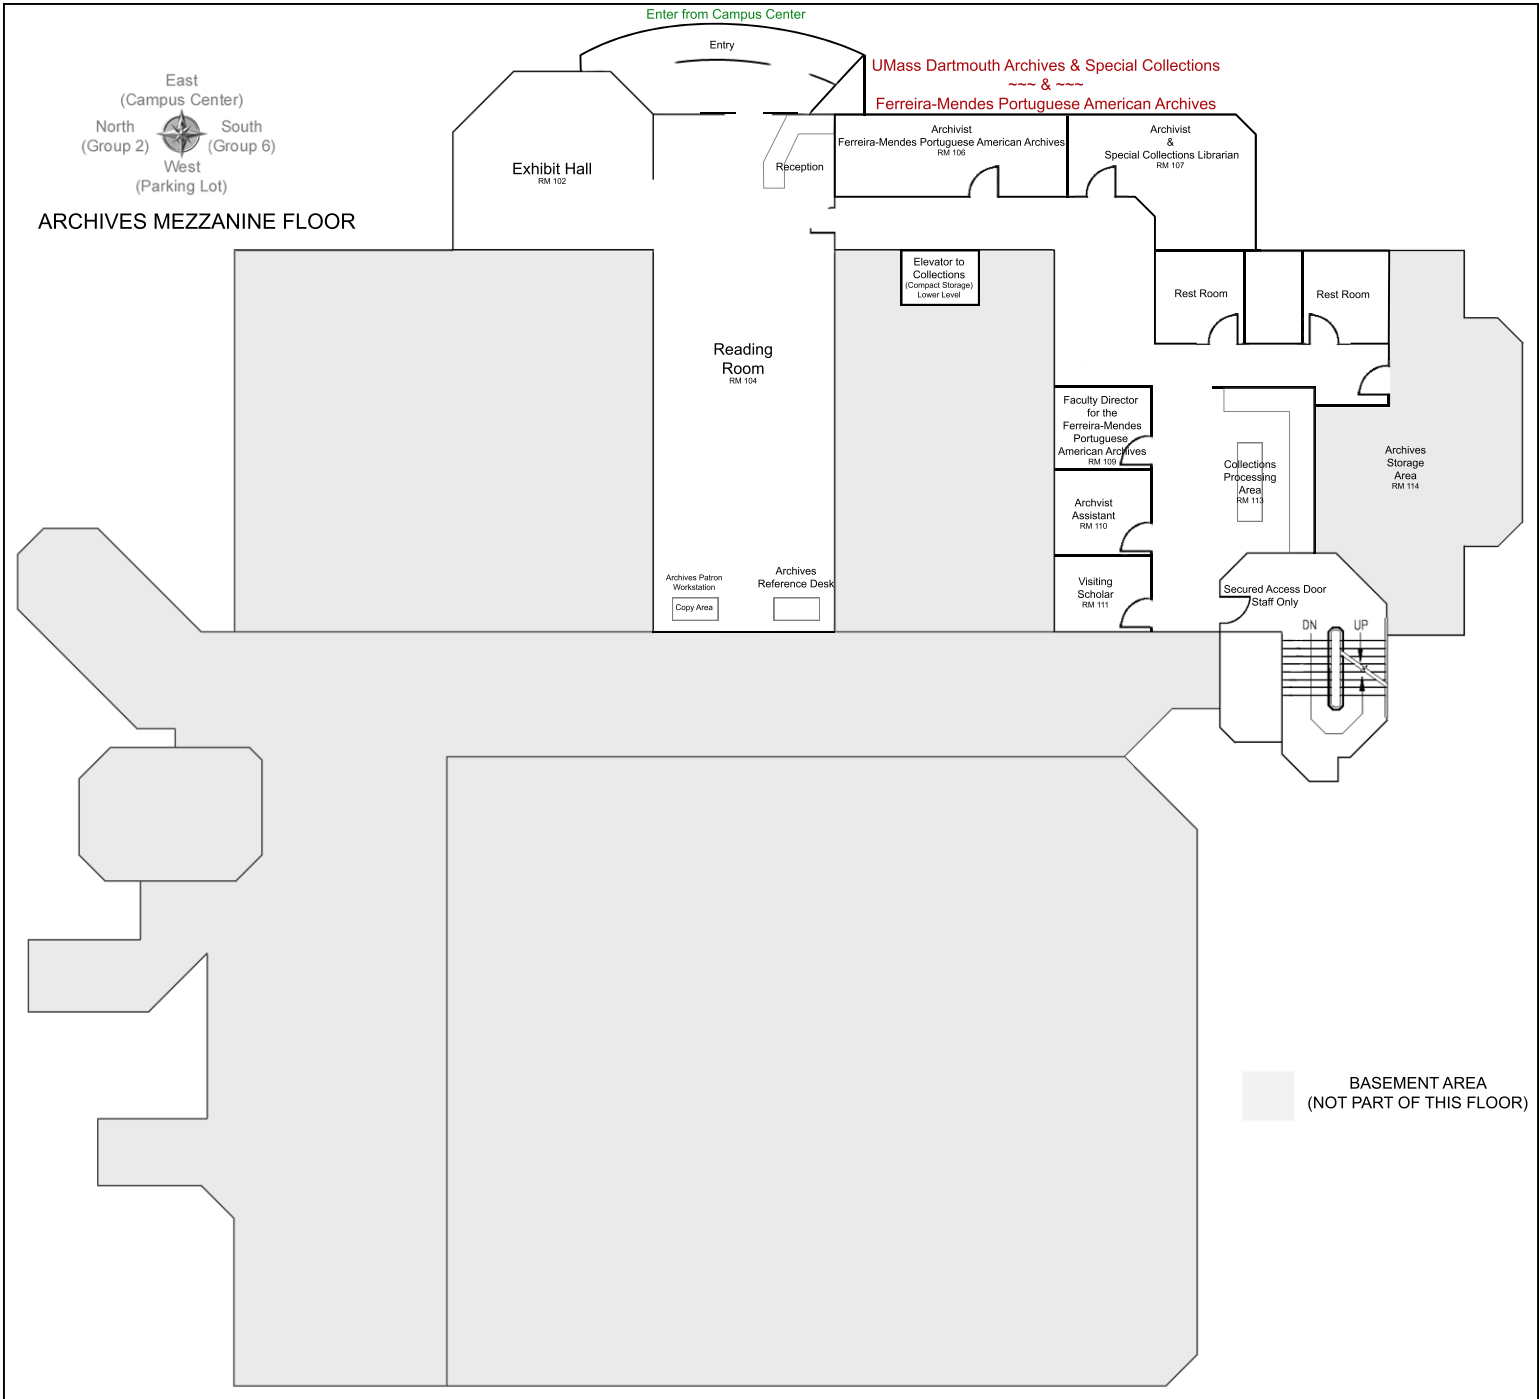 Enter from Campus Center
Entry
UMass Dartmouth Archives & Special Collections
~~~ & ~~~
Ferreira-Mendes Portuguese American Archives
East
(Campus Center)
North
(Group 2)
South
(Group 6)
West
(Parking Lot)
ARCHIVES MEZZANINE FLOOR
Exhibit Hall
RM 102
Reception
Archivist
Ferreira-Mendes Portuguese American Archives
RM 106
Archivist
&
Special Collections Librarian
RM 107
Elevator to
Collections
(Compact Storage)
Lower Level
Rest Room
Rest Room
Reading
Room
RM 104
Faculty Director
for the
Ferreira-Mendes
Portuguese
American Archives
RM 109
Collections
Processing
Area
RM 113
Archives
Storage
Area
RM 114
Archvist
Assistant
RM 110
Visiting
Scholar
RM 111
Archives Patron
Workstation
Copy Area
Archives
Reference Desk
Secured Access Door
Staff Only
DN
UP
BASEMENT AREA
(NOT PART OF THIS FLOOR)